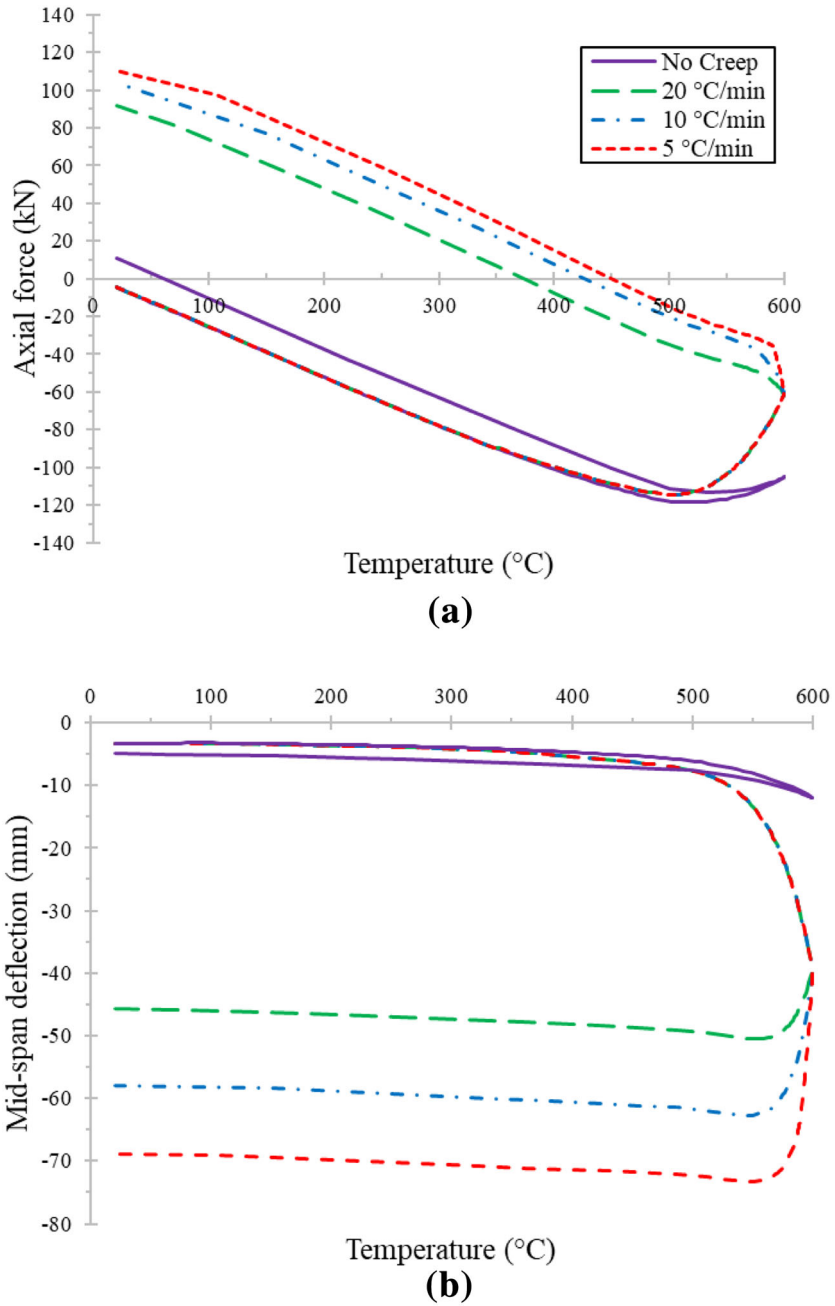 140
120
100
80
60
40
20
0
-20
-40
-60
-80
-100
-120
-140
Axial force (kN)
No Creep
20 °C/min
10 °C/min
5 °C/min
0 100 200 300 400 500 600
Temperature (°C)
(a)
0 100 200 300 400 500 600
0
-10
-20
-30
-40
-50
-60
-70
-80
Mid-span deflection (mm)
Temperature (°C)
(b)